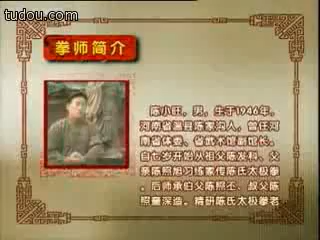 tudou.com
拳师简介
陈小旺，男，生于1946年，
河南省温县陈家沟人，曾任河
南省体委、省武术馆副馆长，
自七岁开始从祖父陈发科、父
亲陈照旭习练家传陈氏太极拳
。后师承伯父陈照丕、叔父陈
照奎深造。精研陈氏太极拳老